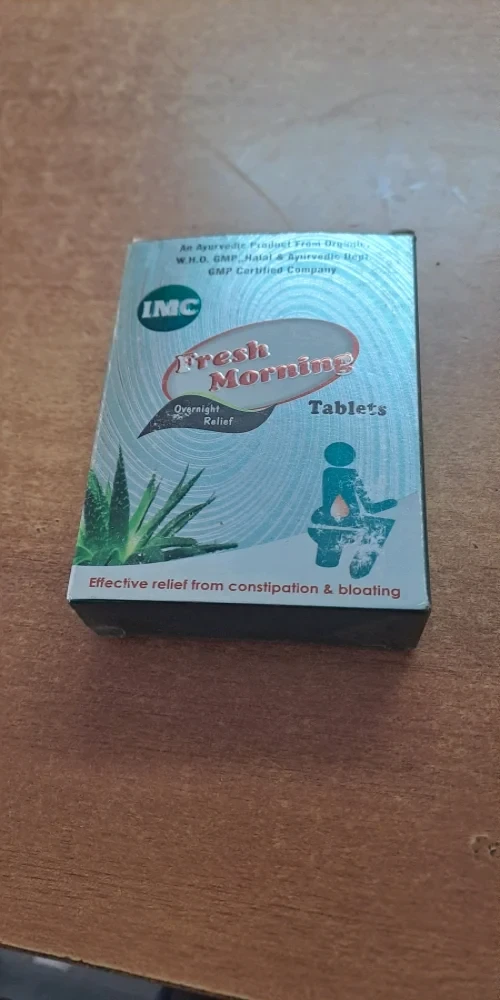 An Ayurvedic Product From Organic,
W.H.O. GMP, Halal & Ayurvedic Dept
GMP Certified Company
IMC
Fresh
Morning
Overnight
Relief
Tablets
Effective relief from constipation & bloating